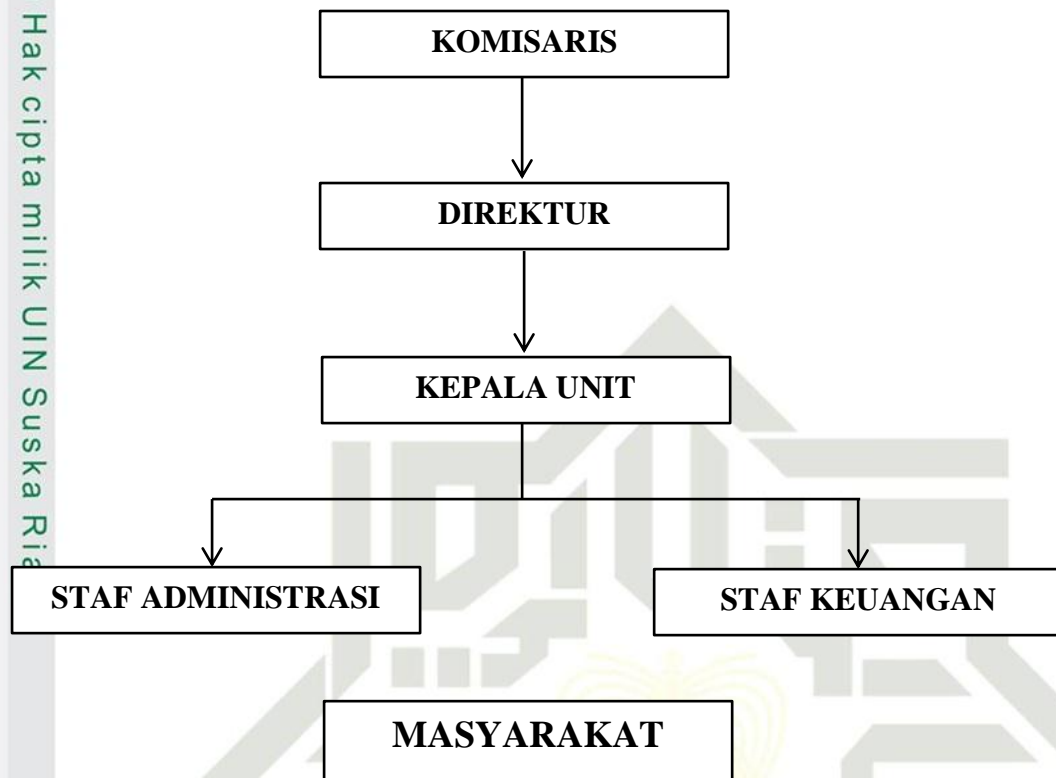 Hak cipta milik UIN Suska Ria
KOMISARIS
DIREKTUR
KEPALA UNIT
STAF ADMINISTRASI
STAF KEUANGAN
MASYARAKAT